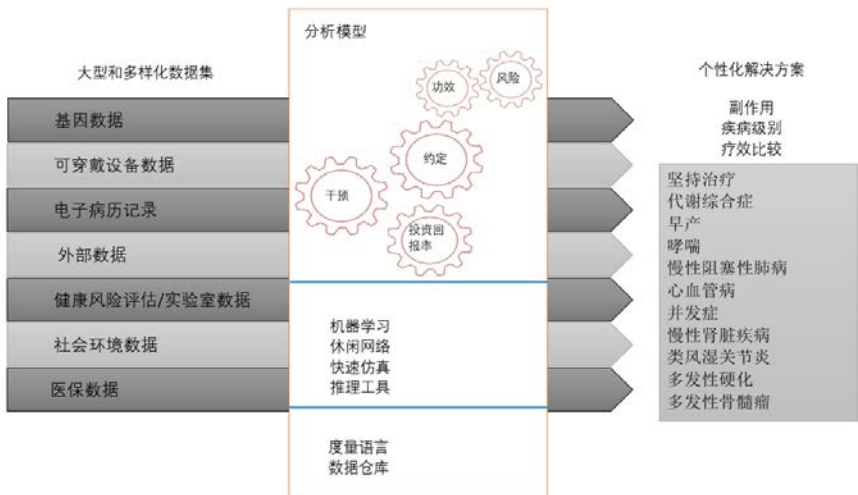 大型和多样化数据集
基因数据
可穿戴设备数据
电子病历记录
外部数据
健康风险评估/实验室数据
社会环境数据
医保数据
分析模型
功效
风险
约定
干预
投资回
报率
机器学习
休闲网络
快速仿真
推理工具
度量语言
数据仓库
个性化解决方案
副作用
疾病级别
疗效比较
坚持治疗
代谢综合症
早产
哮喘
慢性阻塞性肺病
心血管病
并发症
慢性肾脏疾病
类风湿关节炎
多发性硬化
多发性骨髓瘤